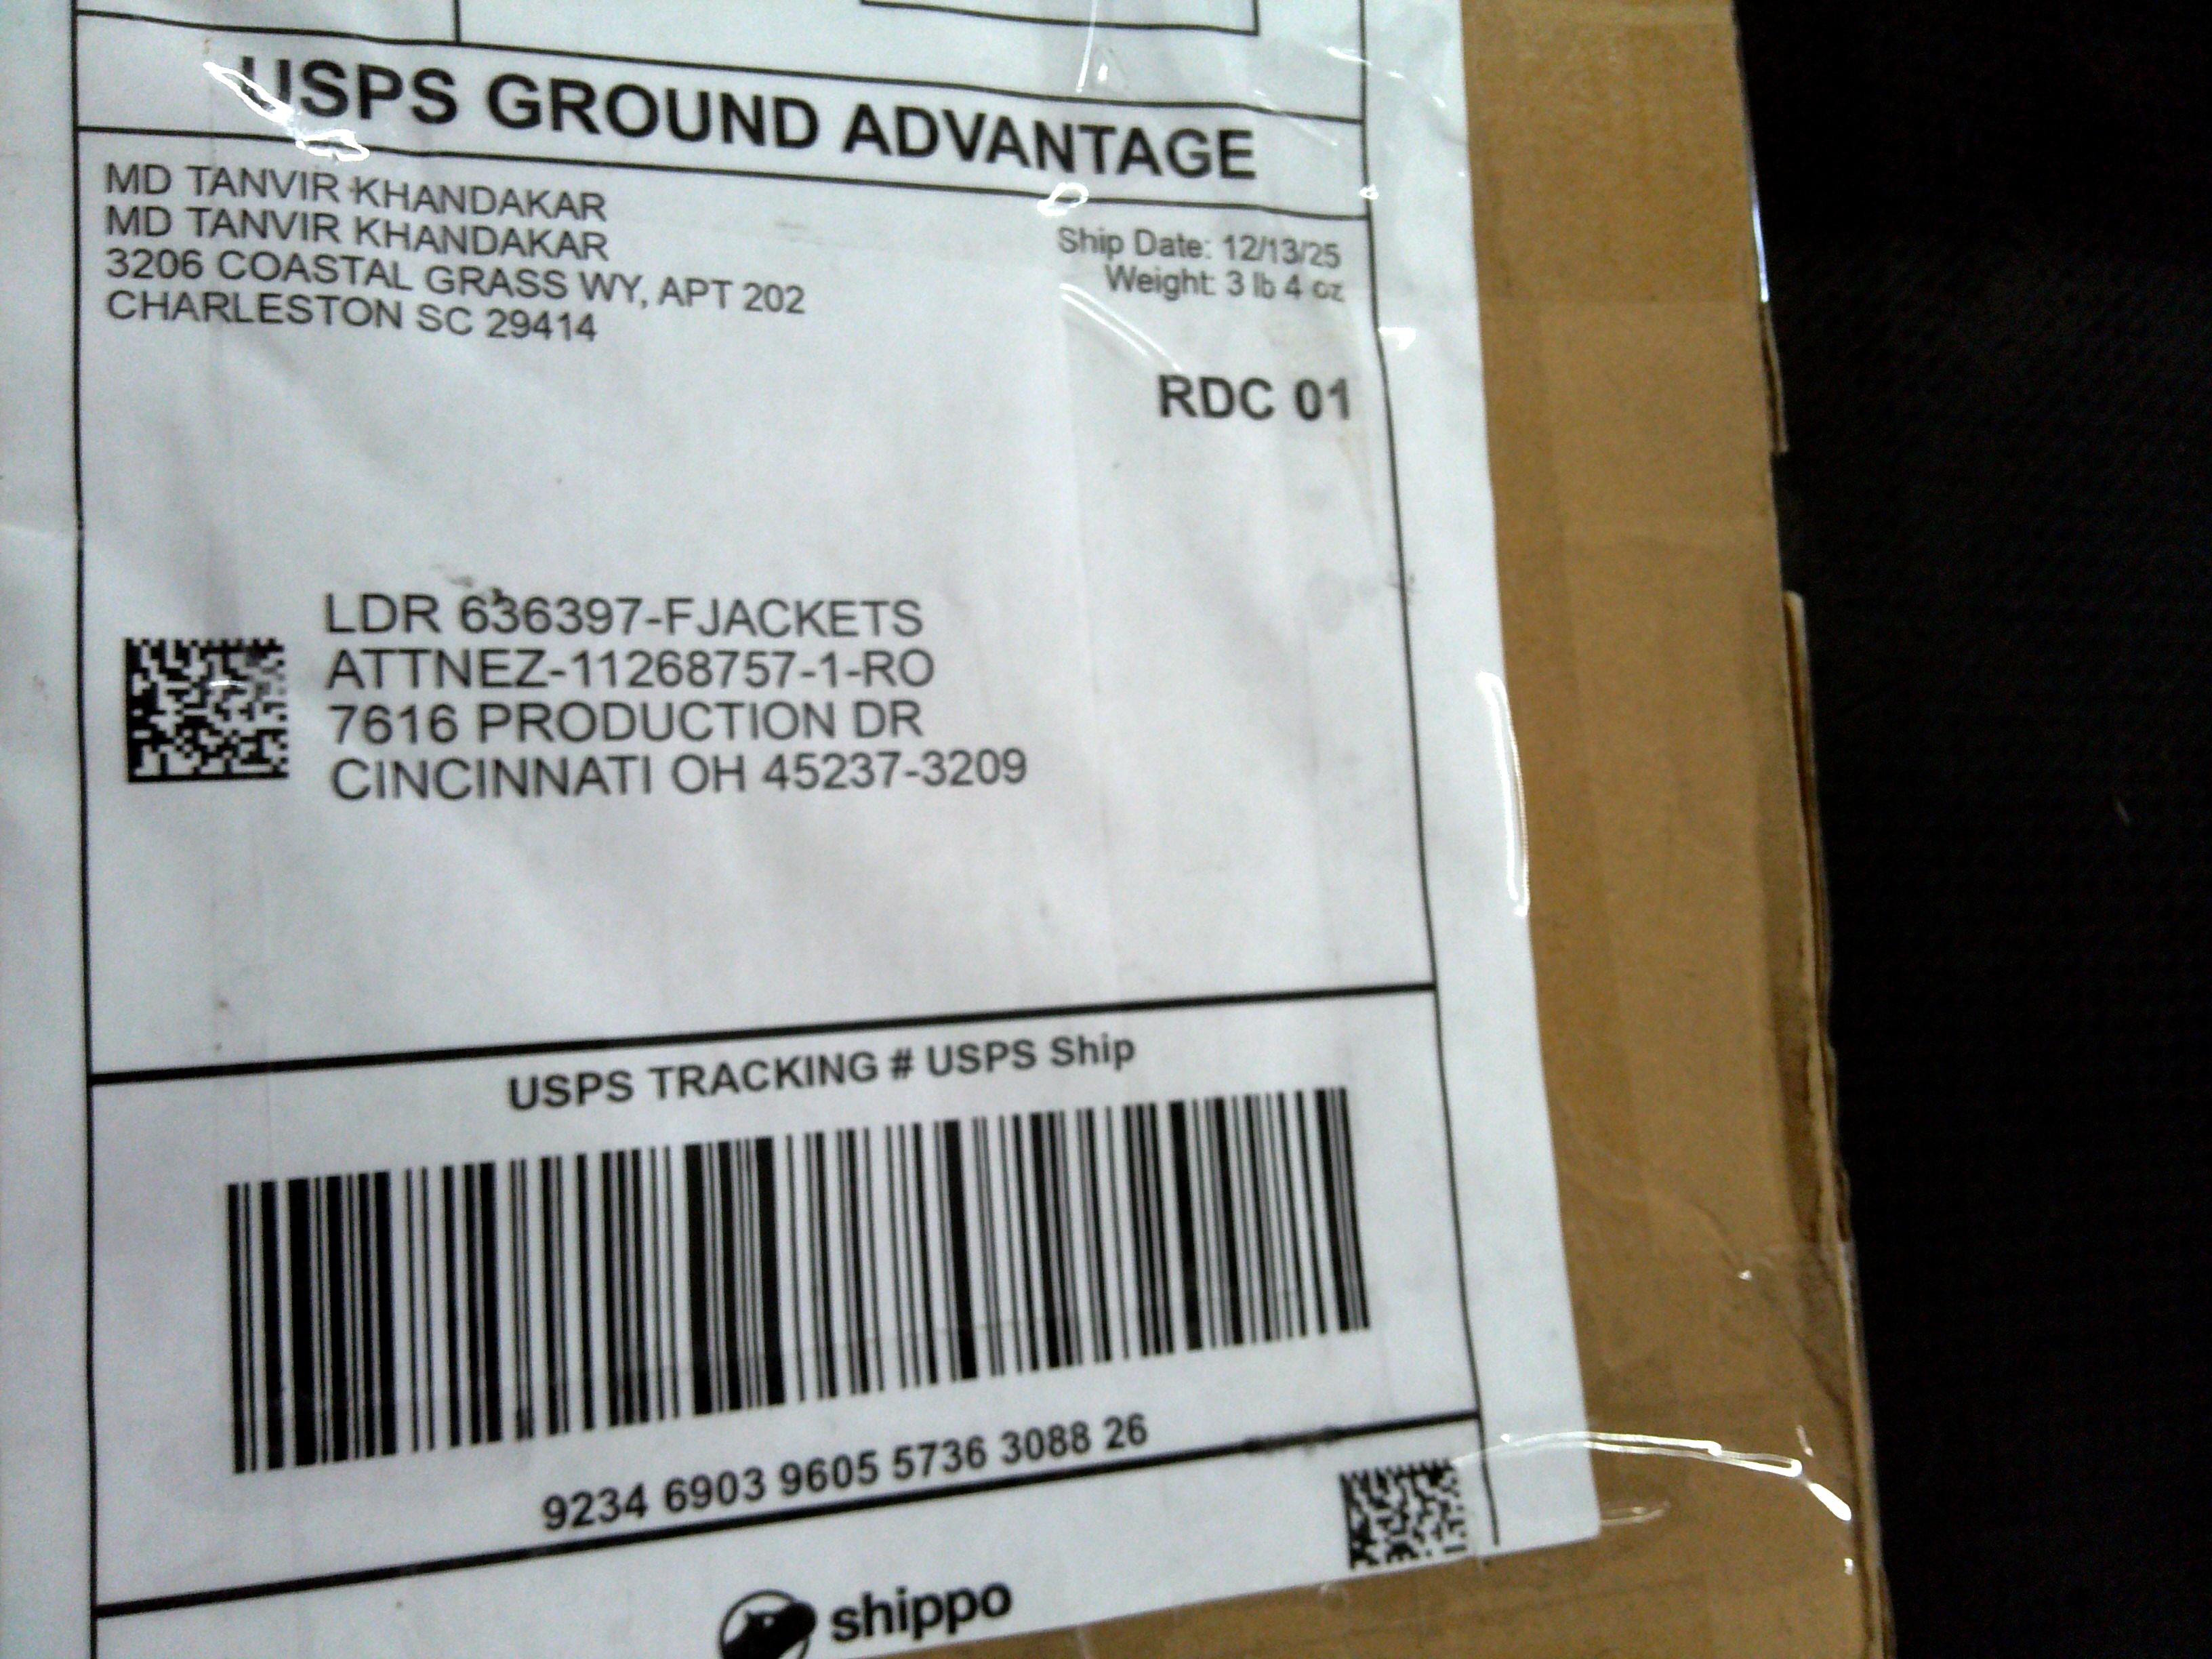 USPS GROUND ADVANTAGE
MD TANVIR KHANDAKAR
MD TANVIR KHANDAKAR
3206 COASTAL GRASS WY, APT 202
CHARLESTON SC 29414
Ship Date: 12/13/25
Weight: 3 lb 4 oz
RDC 01
LDR 636397-FJACKETS
ATTNEZ-11268757-1-RO
7616 PRODUCTION DR
CINCINNATI OH 45237-3209
USPS TRACKING # USPS Ship
9234 6903 9605 5736 3088 26
shippo